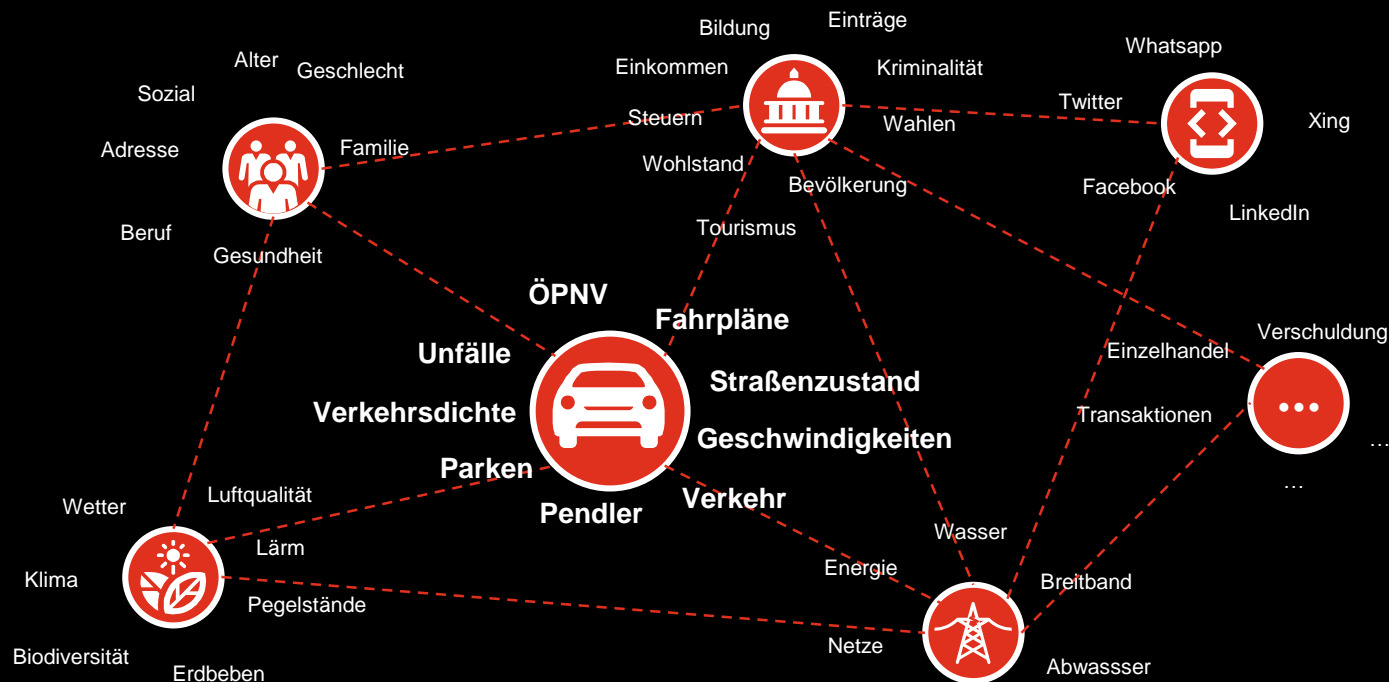 Einträge
Bildung
Whatsapp
Alter
Geschlecht
Einkommen
Kriminalität
Sozial
Twitter
Steuern
Wahlen
Xing
Adresse
Familie
Wohlstand
Bevölkerung
Facebook
LinkedIn
Beruf
Gesundheit
Tourismus
ÖPNV
Fahrpläne
Verschuldung
Unfälle
Einzelhandel
Straßenzustand
Verkehrsdichte
Transaktionen
Geschwindigkeiten
...
Parken
...
Wetter
Luftqualität
Verkehr
Pendler
Wasser
Lärm
Energie
Klima
Breitband
Pegelstände
Netze
Biodiversität
Abwassser
Erdbeben